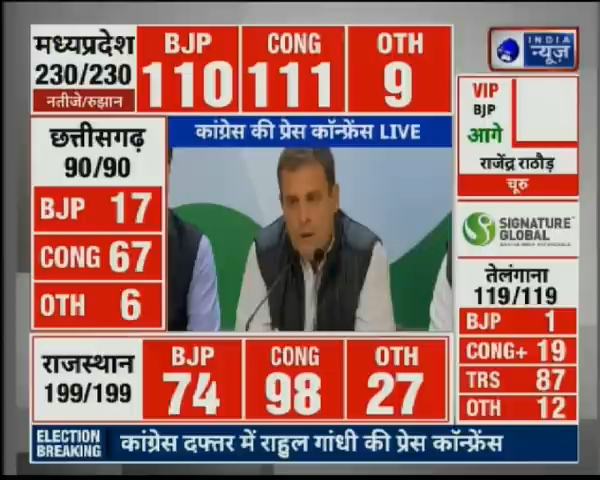 मध्यप्रदेश
230/230
नतीजे/रुझान
BJP
110
CONG
111
OTH
9
INDIA
न्यूज़
छत्तीसगढ़
90/90
BJP 17
CONG 67
OTH 6
कांग्रेस की प्रेस कॉन्फ्रेंस LIVE
VIP
BJP
आगे
राजेंद्र राठौड़
चूरू
SIGNATURE
GLOBAL
तेलंगाना
119/119
BJP 1
CONG+ 19
TRS 87
OTH 12
राजस्थान
199/199
BJP
74
CONG
98
OTH
27
ELECTION
BREAKING
कांग्रेस दफ्तर में राहुल गांधी की प्रेस कॉन्फ्रेंस